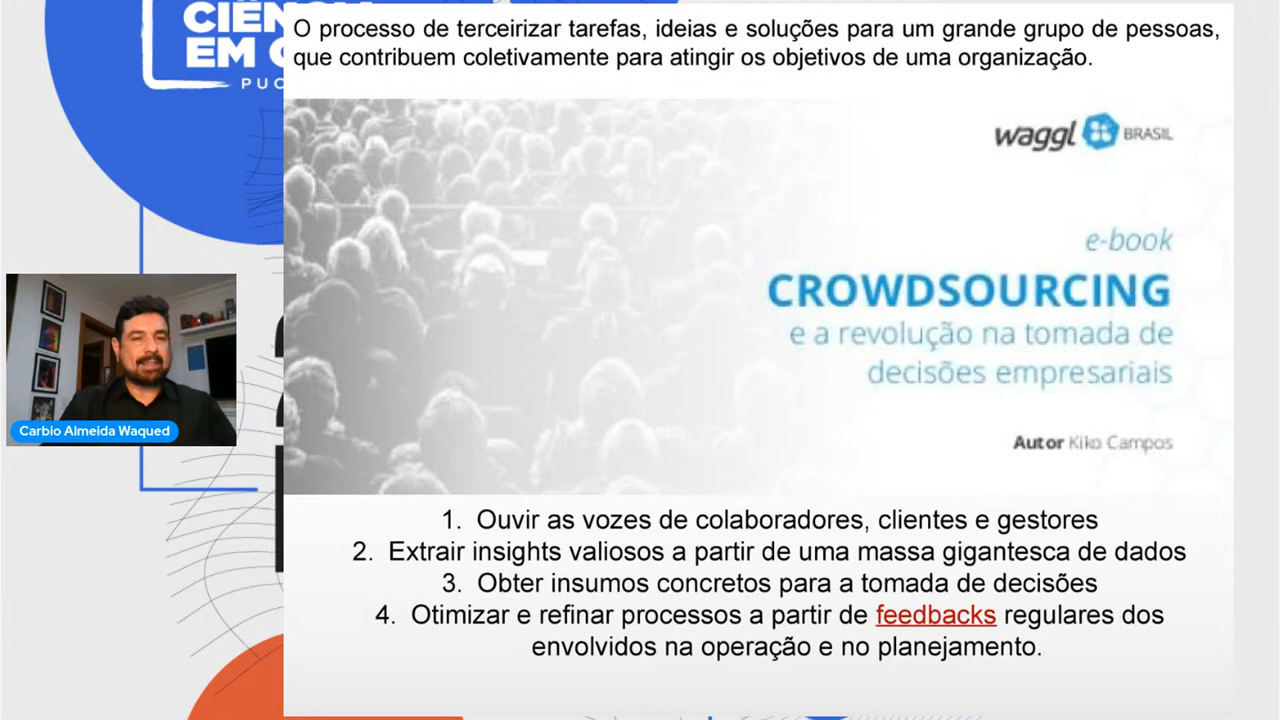 CIÊN
EM
PUC
O processo de terceirizar tarefas, ideias e soluções para um grande grupo de pessoas,
que contribuem coletivamente para atingir os objetivos de uma organização.
waggl BRASIL
e-book
CROWDSOURCING
e a revolução na tomada de
decisões empresariais
Autor Kiko Campos
Carbio Almeida Waqued
1. Ouvir as vozes de colaboradores, clientes e gestores
2. Extrair insights valiosos a partir de uma massa gigantesca de dados
3. Obter insumos concretos para a tomada de decisões
4. Otimizar e refinar processos a partir de feedbacks regulares dos
envolvidos na operação e no planejamento.